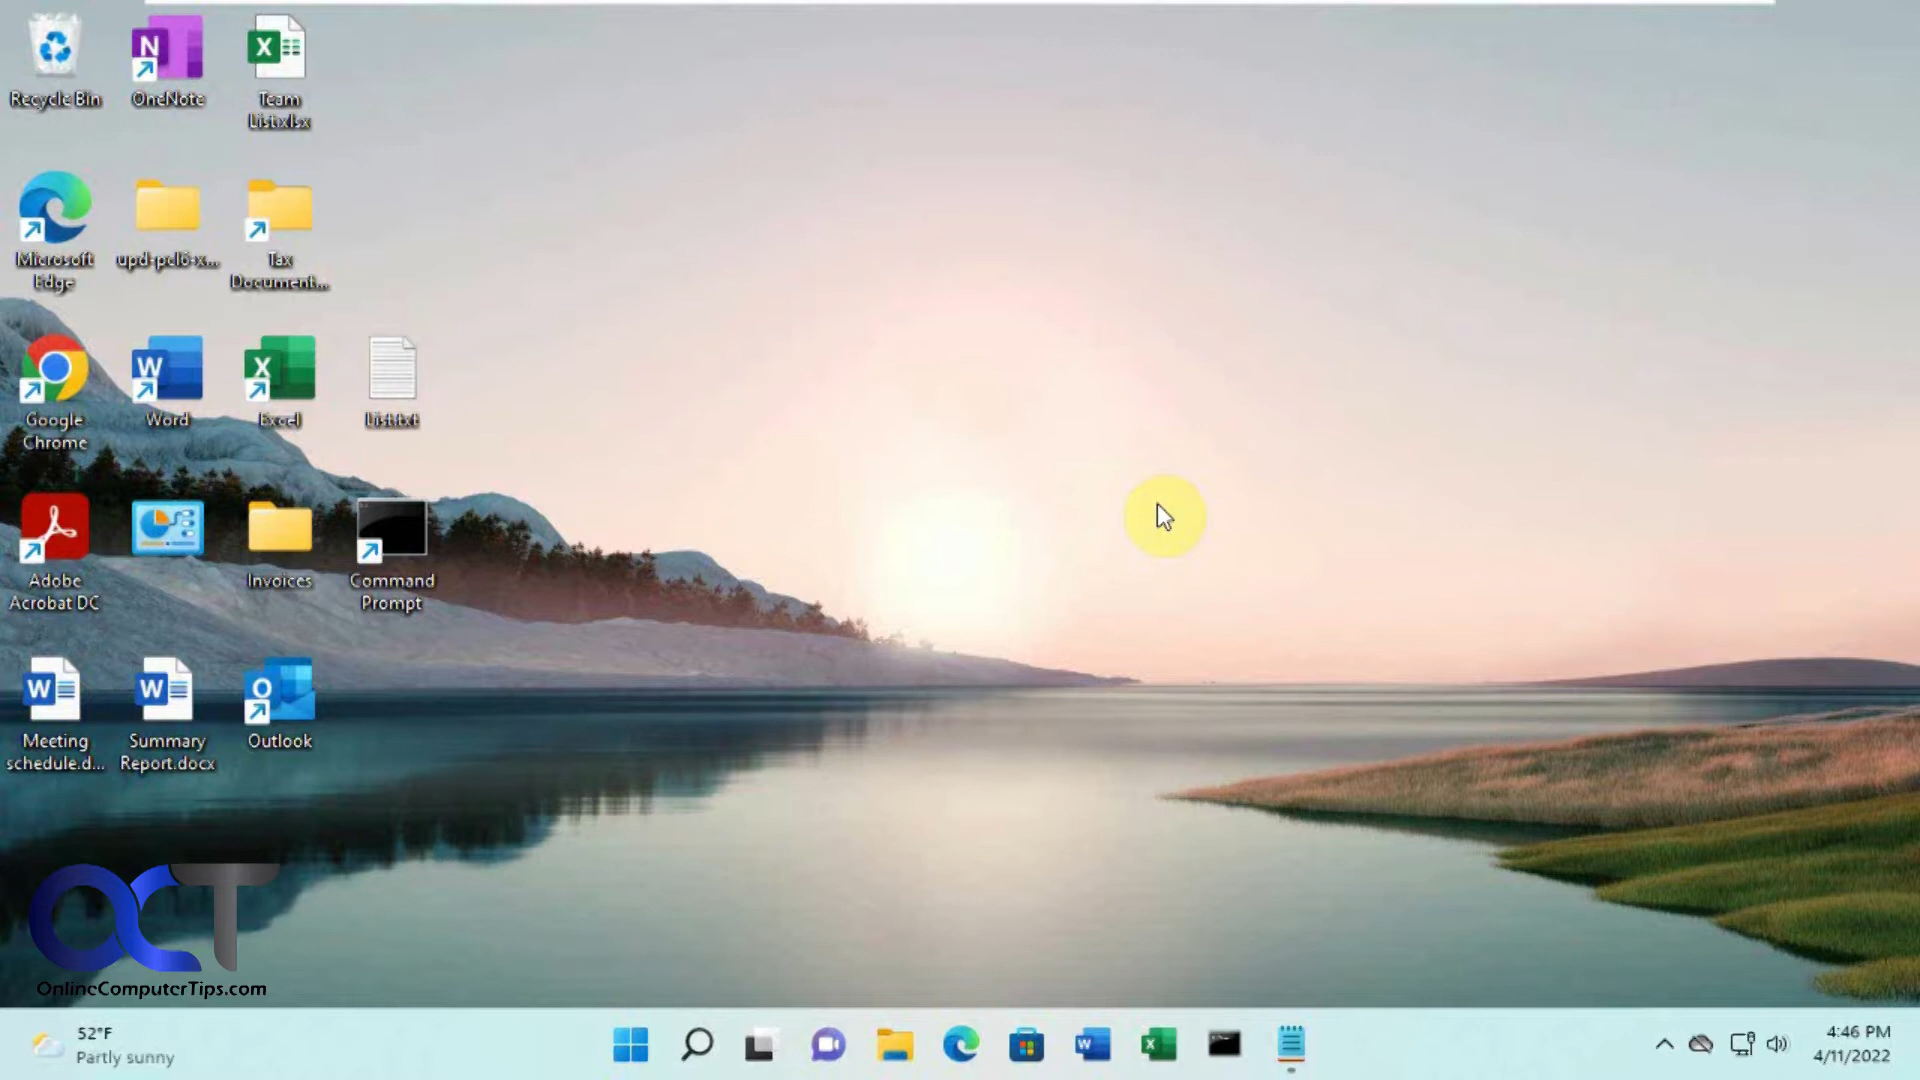 Recycle Bin
OneNote
Team
List.xlsx
Microsoft
Edge
upd-pcl6-x...
Tax
Document...
Google
Chrome
Word
Excel
List.txt
Adobe
Acrobat DC
Invoices
Command
Prompt
Meeting
schedule.d...
Summary
Report.docx
Outlook
OCT
OnlineComputerTips.com
52°F
Partly sunny
4:46 PM
4/11/2022